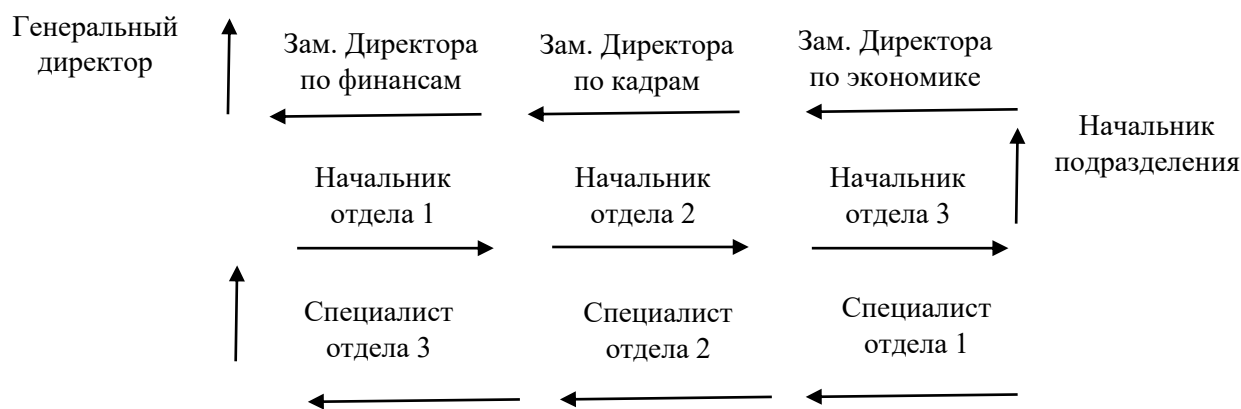 Генеральный
директор
Зам. Директора
по финансам
Зам. Директора
по кадрам
Зам. Директора
по экономике
Начальник
подразделения
Начальник
отдела 1
Начальник
отдела 2
Начальник
отдела 3
Специалист
отдела 3
Специалист
отдела 2
Специалист
отдела 1